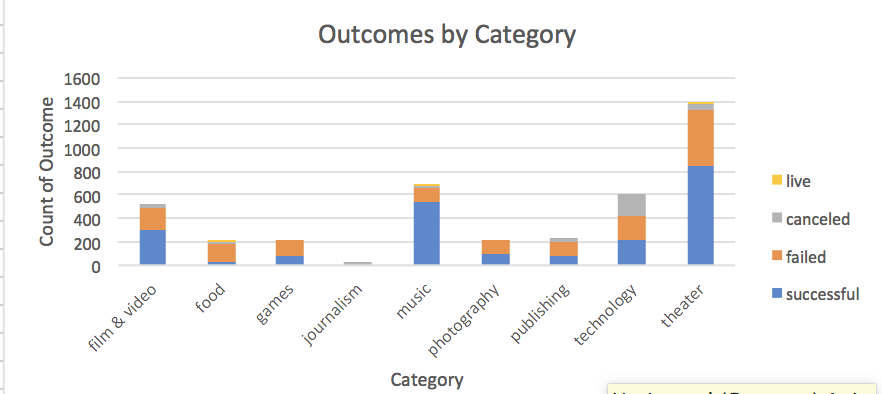 Outcomes by Category
Count of Outcome
1600
1400
1200
1000
800
600
400
200
0
film & video
food
games
journalism
music
photography
publishing
technology
theater
Category
live
canceled
failed
successful